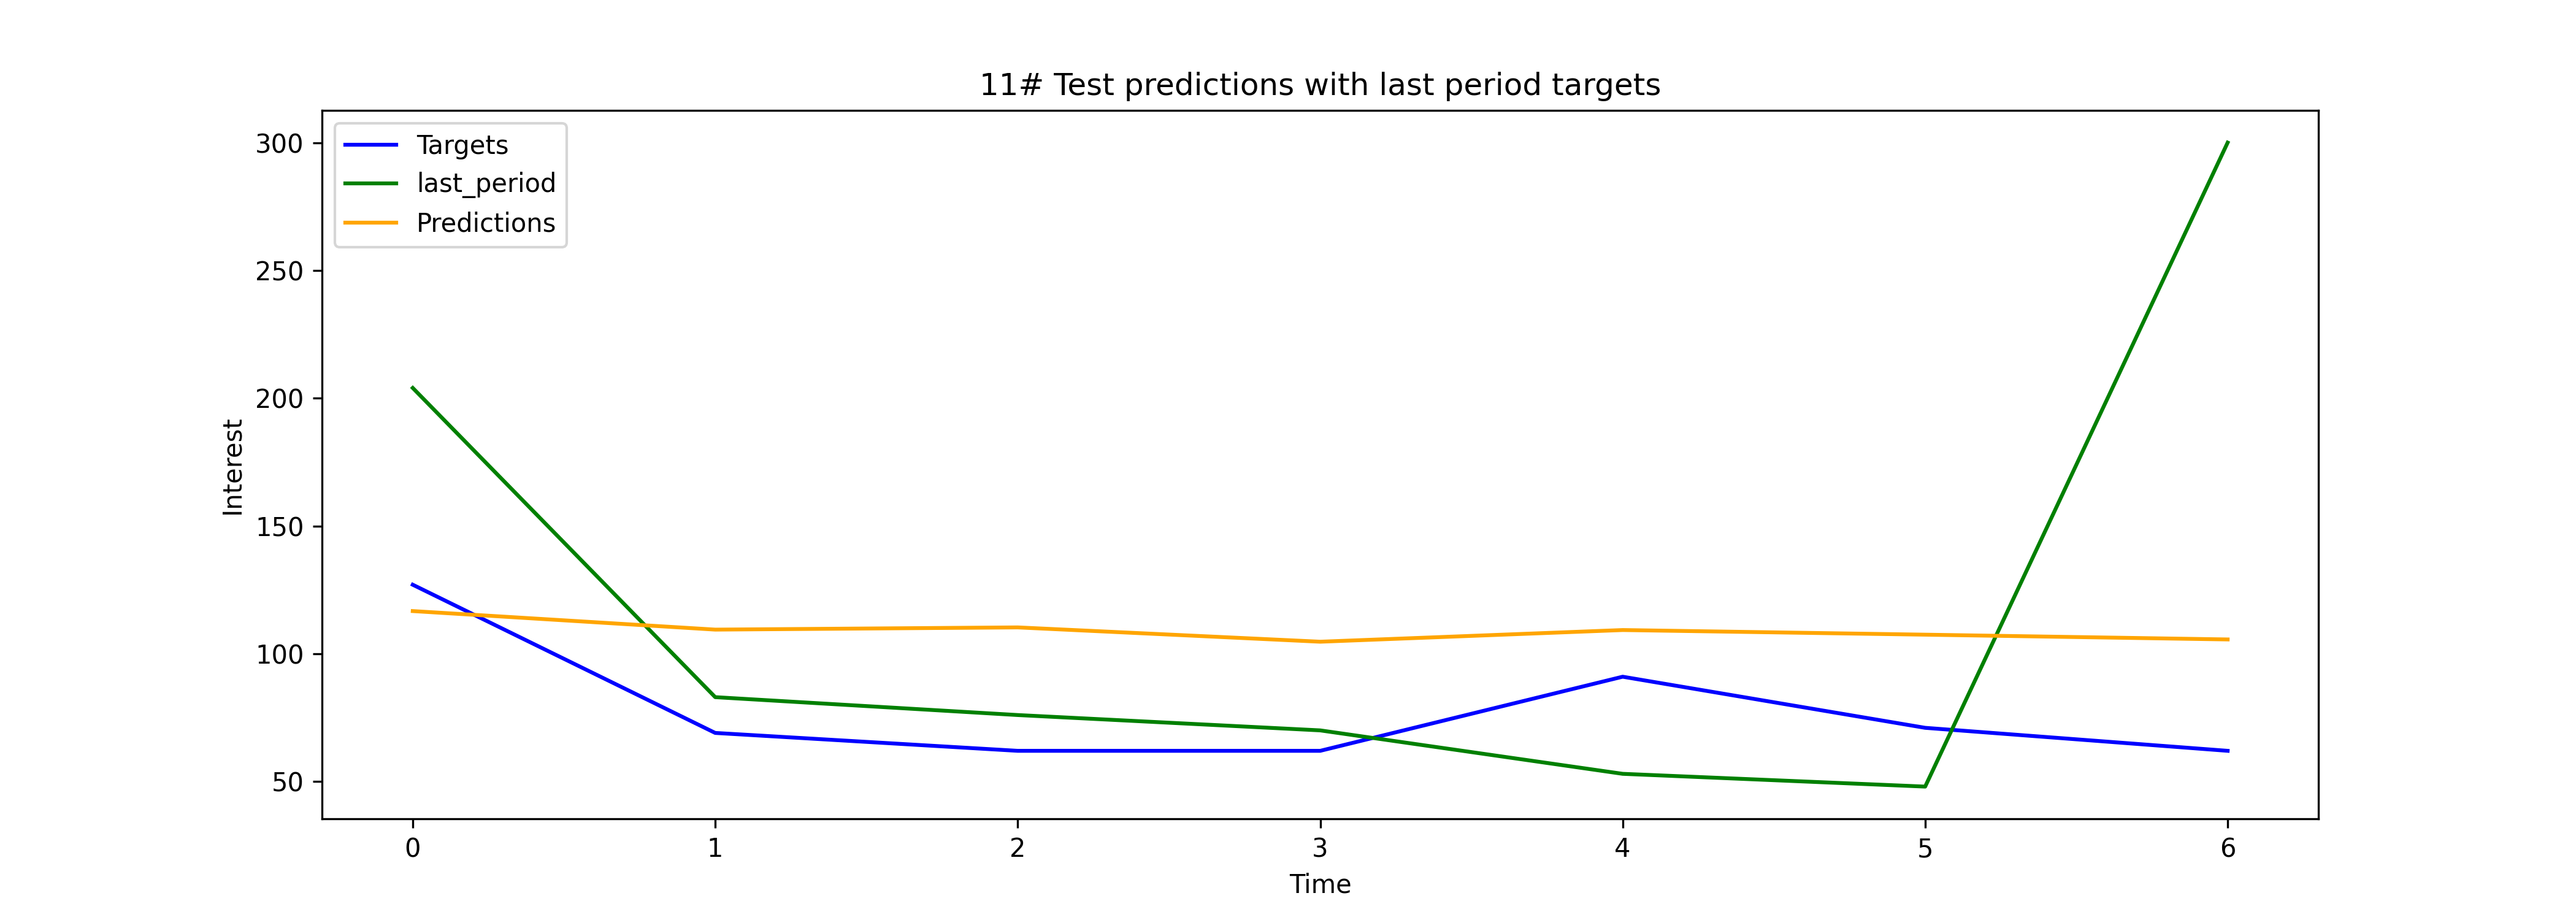 11# Test predictions with last period targets
Targets
last_period
Predictions
300
250
200
150
100
50
Interest
0 1 2 3 4 5 6
Time